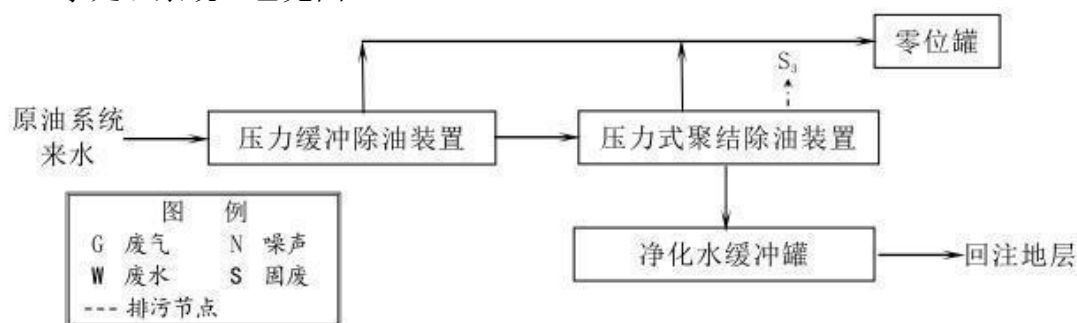 零位罐
S₃
原油系统
来水
压力缓冲除油装置
压力式聚结除油装置
净化水缓冲罐
回注地层
图 例
G 废气 N 噪声
W 废水 S 固废
--- 排污节点